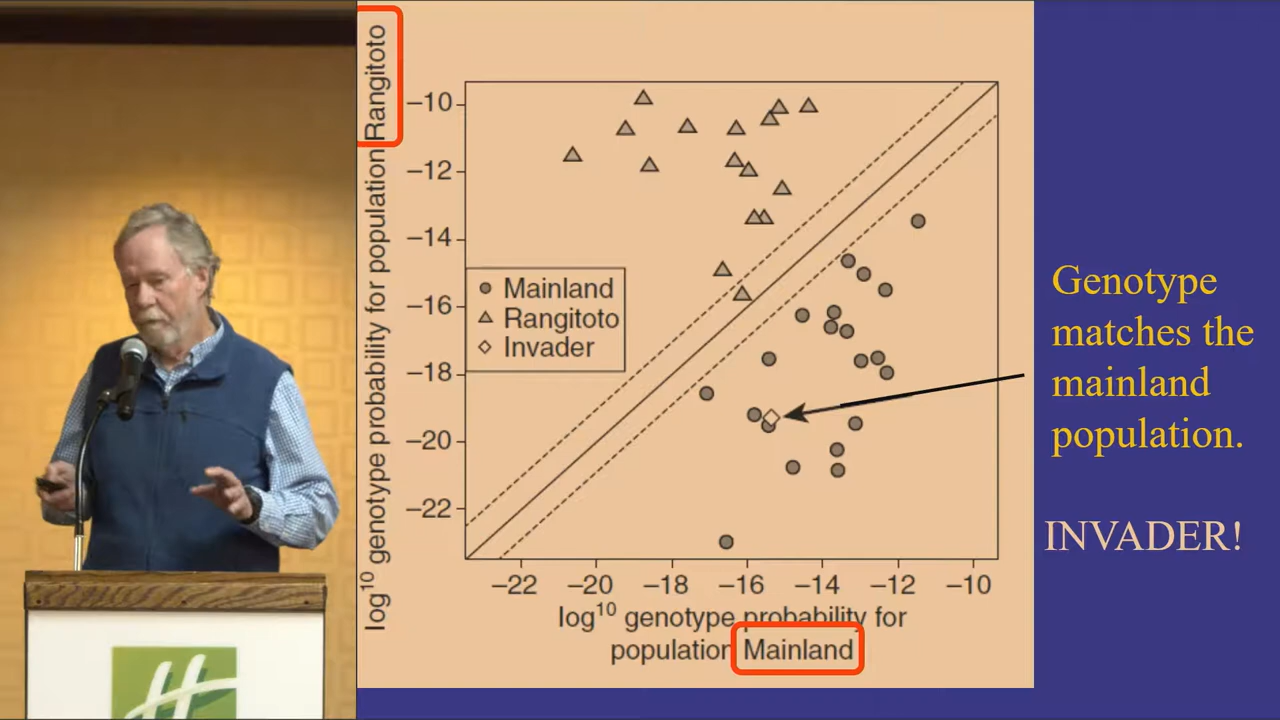 log10 genotype probability for population Rangitoto
−10
−12
−14
−16
−18
−20
−22
Mainland
Rangitoto
Invader
−22 −20 −18 −16 −14 −12 −10
log10 genotype probability for
population Mainland
Genotype
matches the
mainland
population.
INVADER!
H